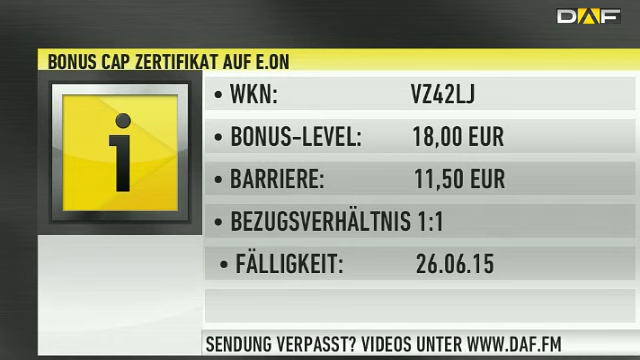 DAF
BONUS CAP ZERTIFIKAT AUF E.ON
i
• WKN: VZ42LJ
• BONUS-LEVEL: 18,00 EUR
• BARRIERE: 11,50 EUR
• BEZUGSVERHÄLTNIS 1:1
• FÄLLIGKEIT: 26.06.15
SENDUNG VERPASST? VIDEOS UNTER WWW.DAF.FM